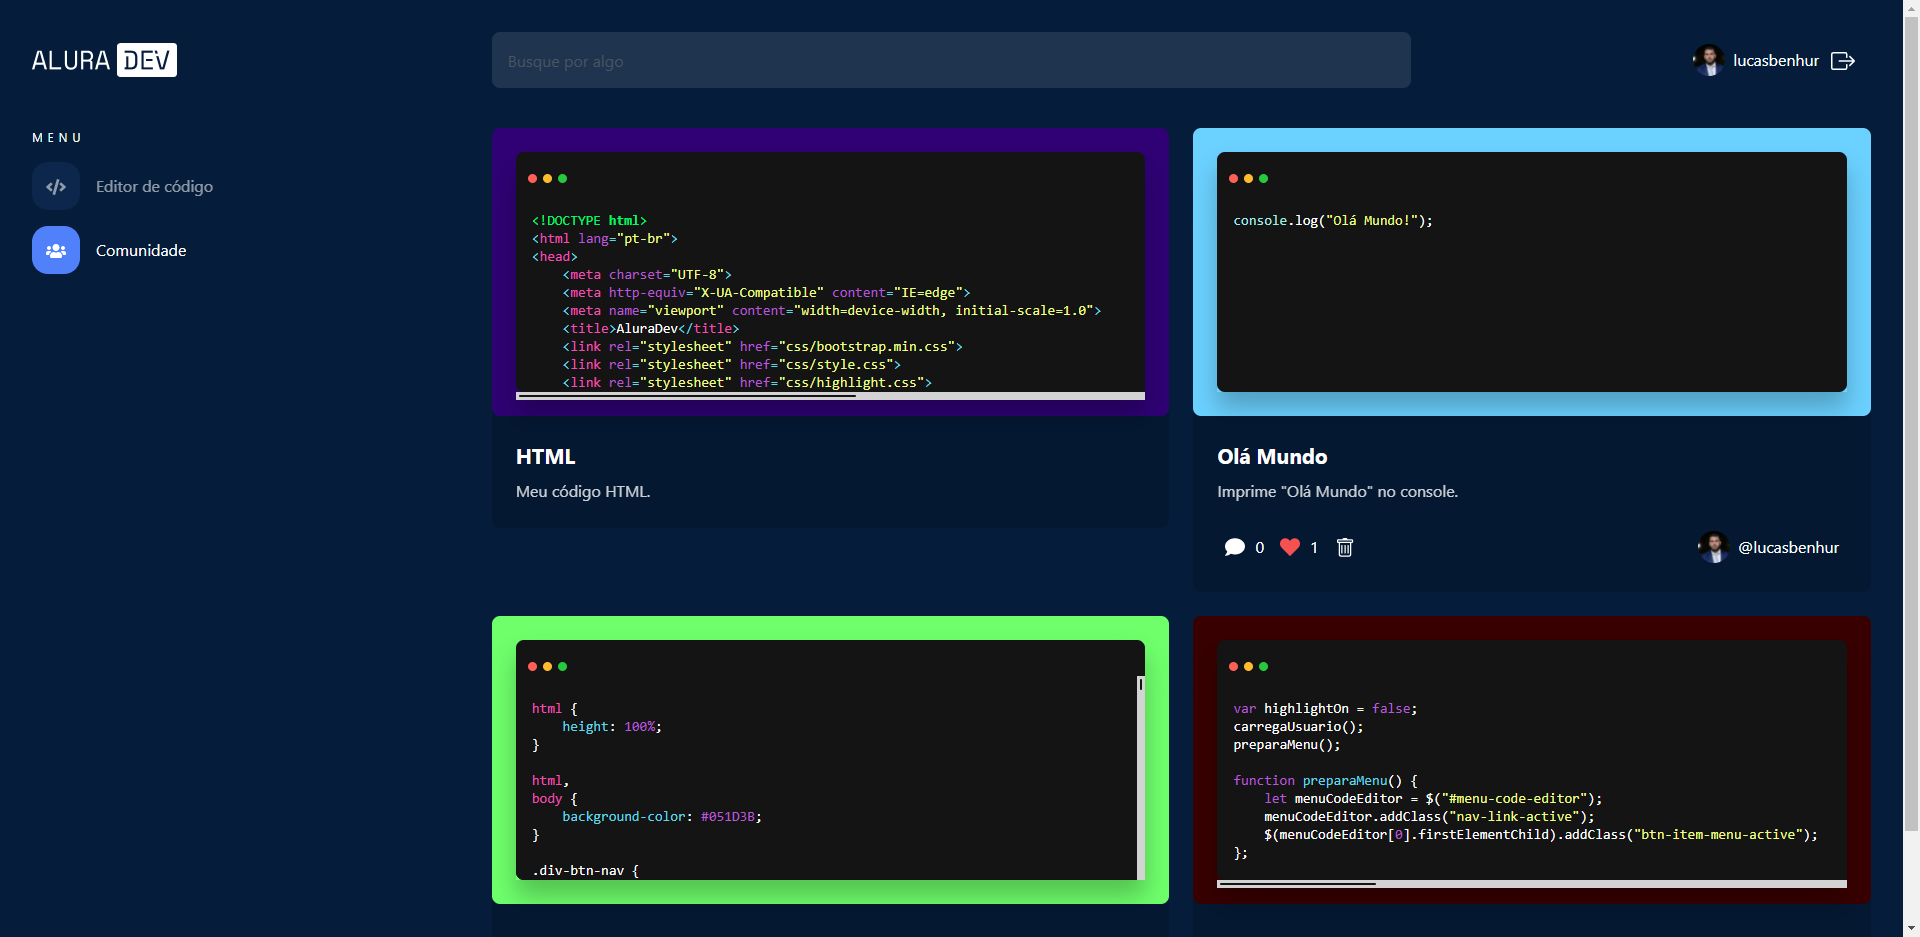 ALURA DEV
Busque por algo
lucasbenhur
MENU
Editor de código
Comunidade
<!DOCTYPE html>
<html lang="pt-br">
<head>
    <meta charset="UTF-8">
    <meta http-equiv="X-UA-Compatible" content="IE=edge">
    <meta name="viewport" content="width=device-width, initial-scale=1.0">
    <title>AluraDev</title>
    <link rel="stylesheet" href="css/bootstrap.min.css">
    <link rel="stylesheet" href="css/style.css">
    <link rel="stylesheet" href="css/highlight.css">
HTML
Meu código HTML.
console.log("Olá Mundo!");
Olá Mundo
Imprime "Olá Mundo" no console.
0 1 @lucasbenhur
html {
    height: 100%;
}
html,
body {
    background-color: #051D3B;
}
.div-btn-nav {
var highlightOn = false;
carregaUsuario();
preparaMenu();
function preparaMenu() {
    let menuCodeEditor = $("#menu-code-editor");
    menuCodeEditor.addClass("nav-link-active");
    $(menuCodeEditor[0].firstElementChild).addClass("btn-item-menu-active");
};